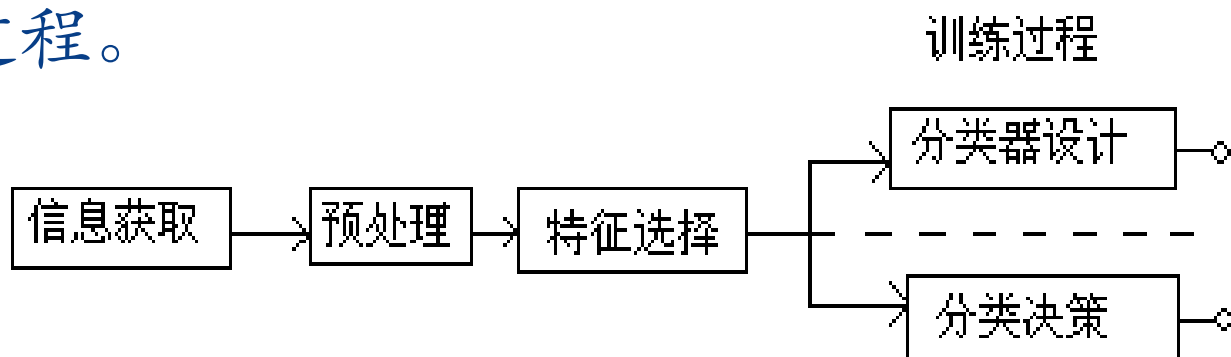 程。
训练过程
分类器设计
信息获取
预处理
特征选择
分类决策